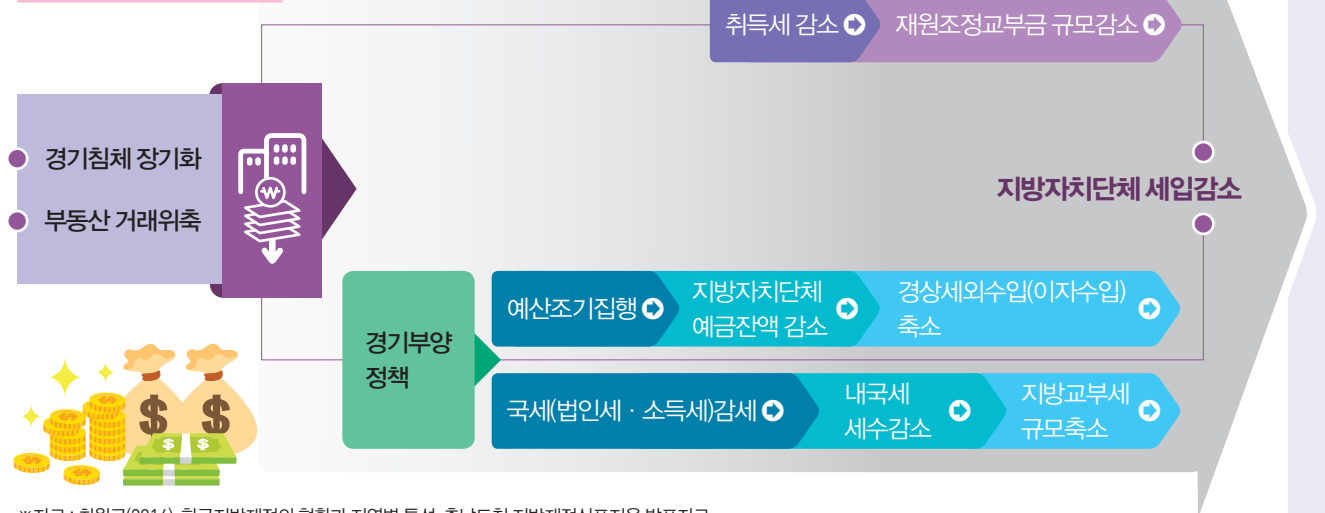 취득세 감소
재원조정교부금 규모감소
경기침체 장기화
부동산 거래위축
지방자치단체 세입감소
경기부양
정책
예산조기집행
지방자치단체
예금잔액 감소
경상세외수입(이자수입)
축소
국세(법인세 · 소득세)감세
내국세
세수감소
지방교부세
규모축소